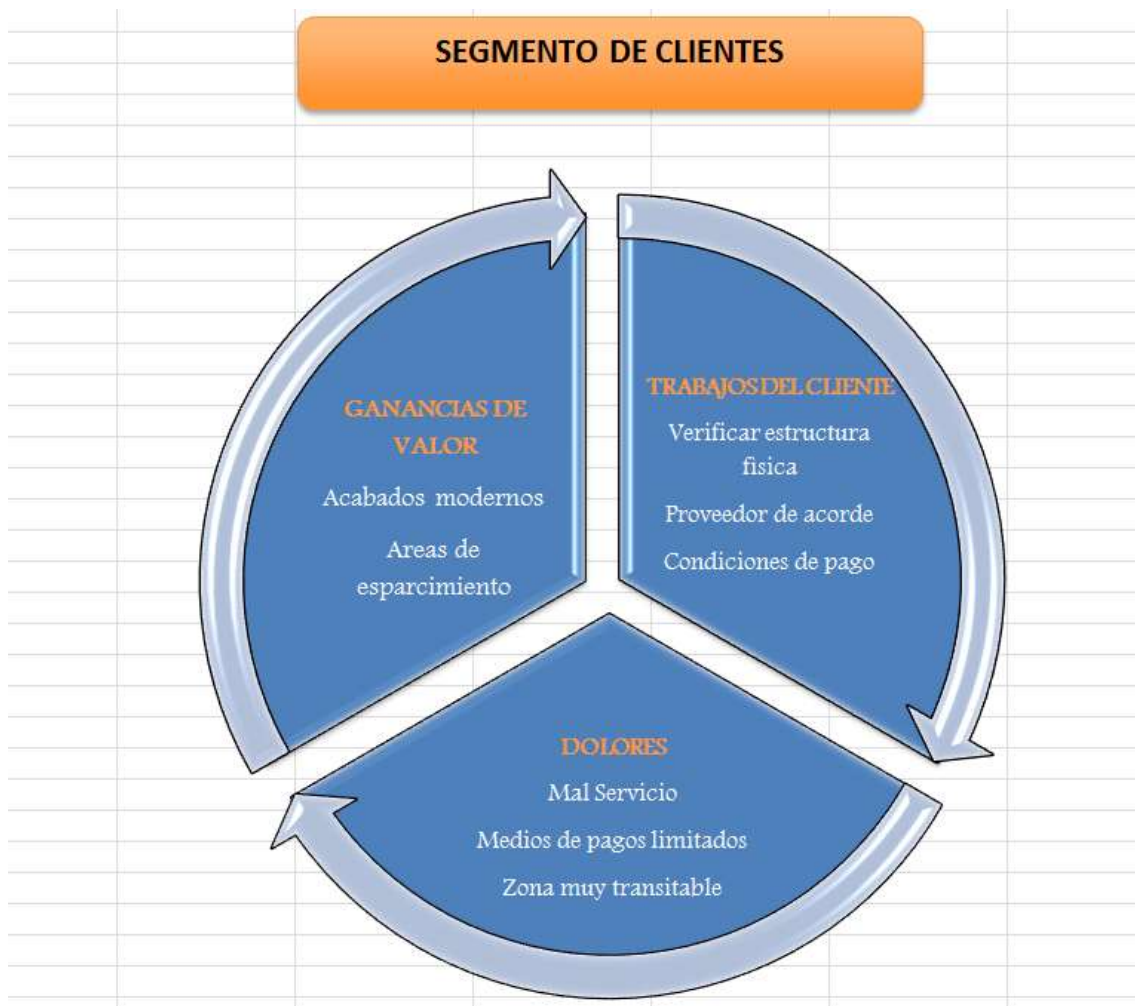 SEGMENTO DE CLIENTES
TRABAJOS DEL CLIENTE
Verificar estructura
fìsica
Proveedor de acorde
Condiciones de pago
DOLORES
Mal Servicio
Medios de pagos limitados
Zona muy transitable
GANANCIAS DE
VALOR
Acabados modernos
Areas de
esparcimiento